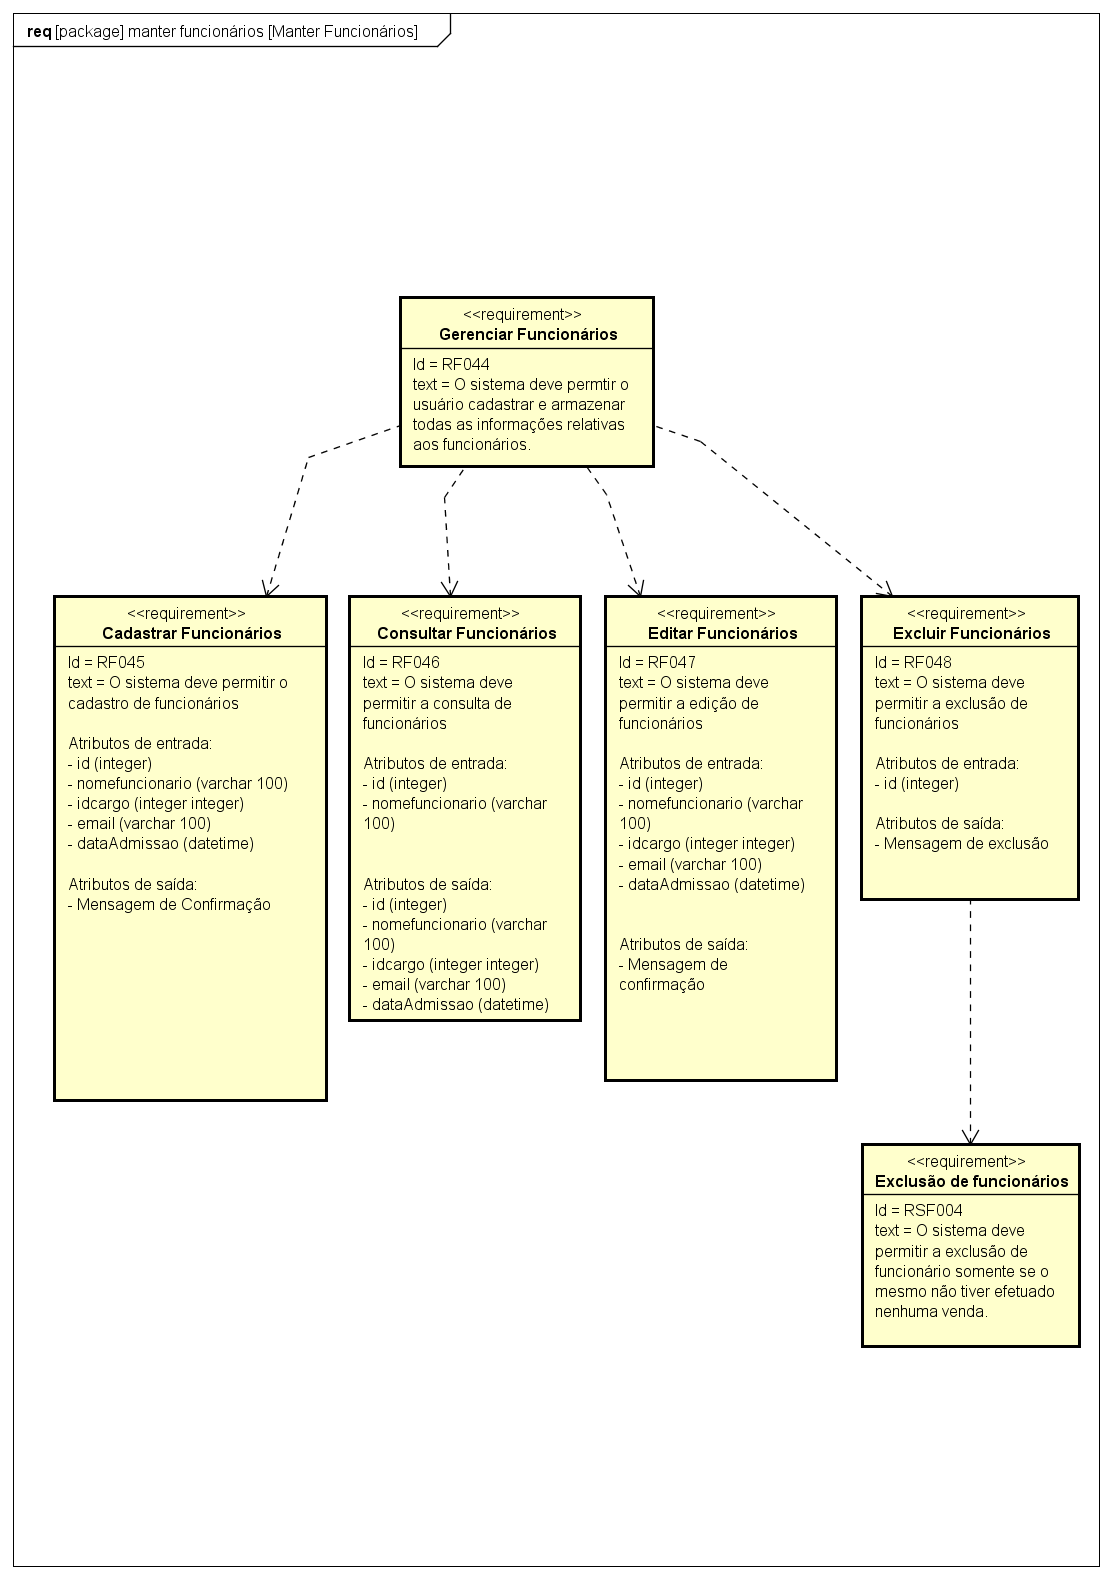 req [package] manter funcionários [Manter Funcionários]
<<requirement>>
Gerenciar Funcionários
Id = RF044
text = O sistema deve permtir o
usuário cadastrar e armazenar
todas as informações relativas
aos funcionários.
<<requirement>>
Cadastrar Funcionários
Id = RF045
text = O sistema deve permitir o
cadastro de funcionários
Atributos de entrada:
- id (integer)
- nomefuncionario (varchar 100)
- idcargo (integer integer)
- email (varchar 100)
- dataAdmissao (datetime)
Atributos de saída:
- Mensagem de Confirmação
<<requirement>>
Consultar Funcionários
Id = RF046
text = O sistema deve
permitir a consulta de
funcionários
Atributos de entrada:
- id (integer)
- nomefuncionario (varchar
100)
Atributos de saída:
- id (integer)
- nomefuncionario (varchar
100)
- idcargo (integer integer)
- email (varchar 100)
- dataAdmissao (datetime)
<<requirement>>
Editar Funcionários
Id = RF047
text = O sistema deve
permitir a edição de
funcionários
Atributos de entrada:
- id (integer)
- nomefuncionario (varchar
100)
- idcargo (integer integer)
- email (varchar 100)
- dataAdmissao (datetime)
Atributos de saída:
- Mensagem de
confirmação
<<requirement>>
Excluir Funcionários
Id = RF048
text = O sistema deve
permitir a exclusão de
funcionários
Atributos de entrada:
- id (integer)
Atributos de saída:
- Mensagem de exclusão
<<requirement>>
Exclusão de funcionários
Id = RSF004
text = O sistema deve
permitir a exclusão de
funcionário somente se o
mesmo não tiver efetuado
nenhuma venda.